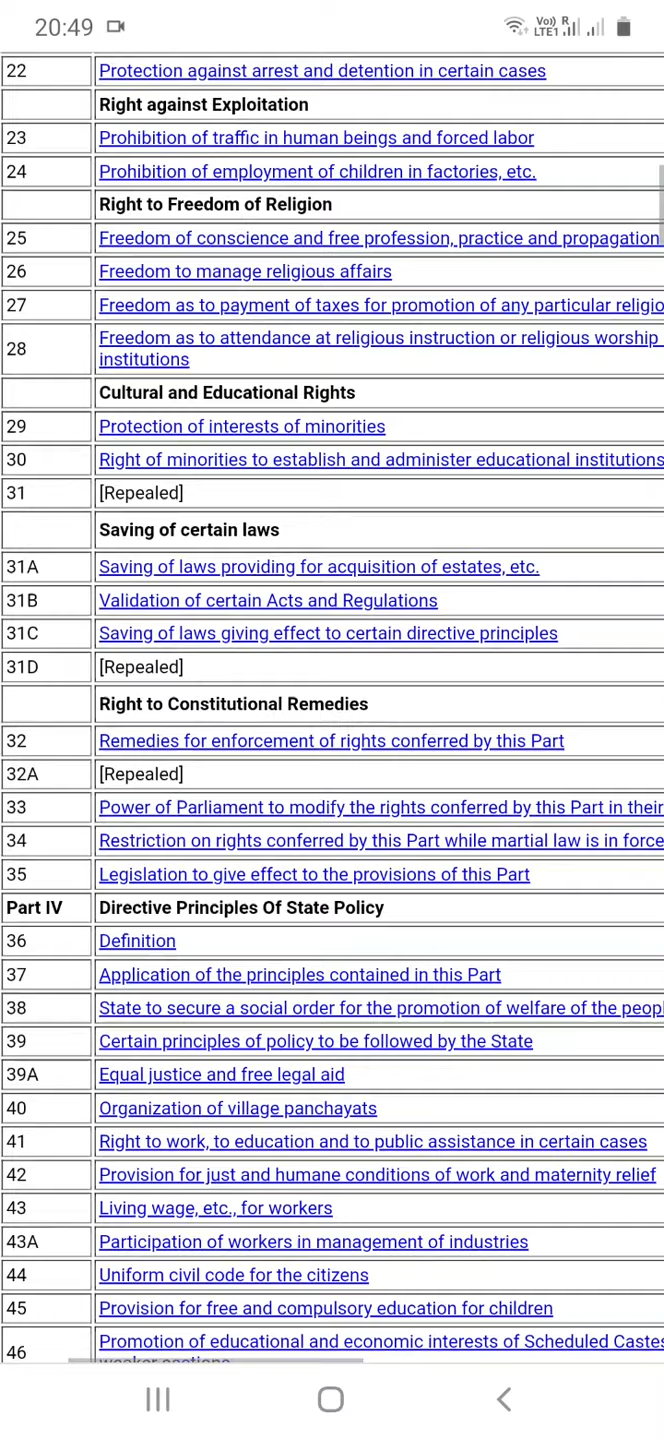 20:49
Vo)) R
LTE1
22 Protection against arrest and detention in certain cases
Right against Exploitation
23 Prohibition of traffic in human beings and forced labor
24 Prohibition of employment of children in factories, etc.
Right to Freedom of Religion
25 Freedom of conscience and free profession, practice and propagation
26 Freedom to manage religious affairs
27 Freedom as to payment of taxes for promotion of any particular religio
28 Freedom as to attendance at religious instruction or religious worship
institutions
Cultural and Educational Rights
29 Protection of interests of minorities
30 Right of minorities to establish and administer educational institutions
31 [Repealed]
Saving of certain laws
31A Saving of laws providing for acquisition of estates, etc.
31B Validation of certain Acts and Regulations
31C Saving of laws giving effect to certain directive principles
31D [Repealed]
Right to Constitutional Remedies
32 Remedies for enforcement of rights conferred by this Part
32A [Repealed]
33 Power of Parliament to modify the rights conferred by this Part in their
34 Restriction on rights conferred by this Part while martial law is in force
35 Legislation to give effect to the provisions of this Part
Part IV Directive Principles Of State Policy
36 Definition
37 Application of the principles contained in this Part
38 State to secure a social order for the promotion of welfare of the peopl
39 Certain principles of policy to be followed by the State
39A Equal justice and free legal aid
40 Organization of village panchayats
41 Right to work, to education and to public assistance in certain cases
42 Provision for just and humane conditions of work and maternity relief
43 Living wage, etc., for workers
43A Participation of workers in management of industries
44 Uniform civil code for the citizens
45 Provision for free and compulsory education for children
46 Promotion of educational and economic interests of Scheduled Castes
weaker sections